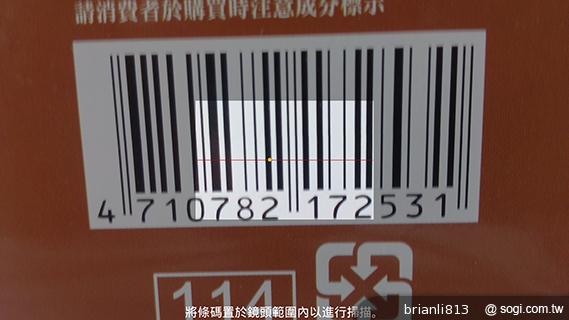 請消費者於購買時注意成分標示
4 710782 172531
114
將條碼置於鏡頭範圍內以進行掃描。
brianli813 @ sogi.com.tw